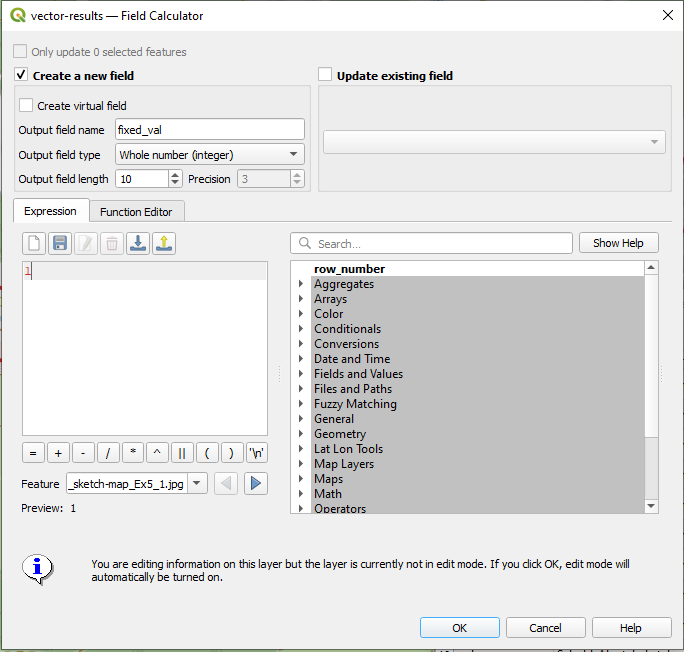 vector-results — Field Calculator
Only update 0 selected features
Create a new field
Update existing field
Create virtual field
Output field name fixed_val
Output field type Whole number (integer)
Output field length 10 Precision 3
Expression Function Editor
Search... Show Help
1
row_number
Aggregates
Arrays
Color
Conditionals
Conversions
Date and Time
Fields and Values
Files and Paths
Fuzzy Matching
General
Geometry
Lat Lon Tools
Map Layers
Maps
Math
Operators
= + - / * ^ || ( ) '\n'
Feature _sketch-map_Ex5_1.jpg
Preview: 1
You are editing information on this layer but the layer is currently not in edit mode. If you click OK, edit mode will
automatically be turned on.
OK Cancel Help